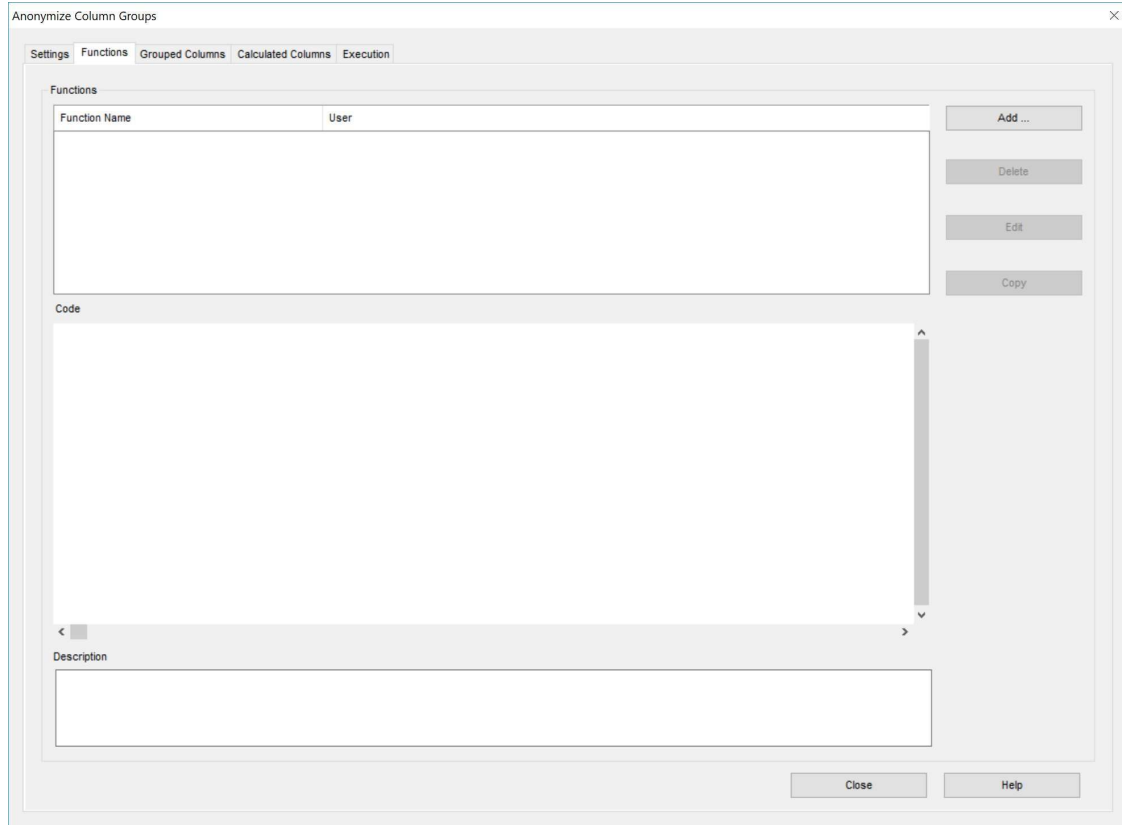 Anonymize Column Groups
Settings Functions Grouped Columns Calculated Columns Execution
Functions
Function Name User
Add ...
Delete
Edit
Copy
Code
Description
Close Help